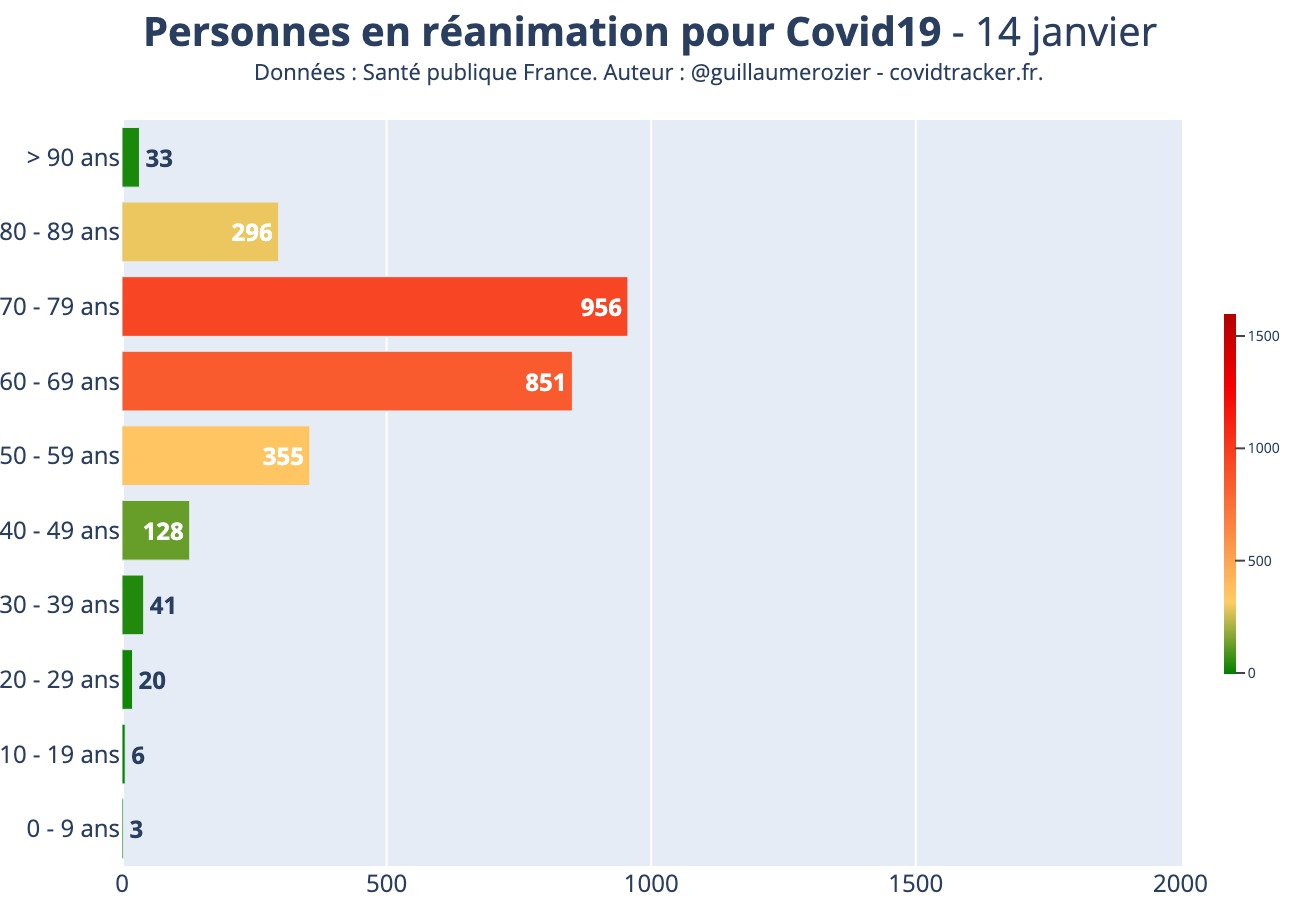 Personnes en réanimation pour Covid19 - 14 janvier
Données : Santé publique France. Auteur : @guillaumerozier - covidtracker.fr.
> 90 ans 33
80 - 89 ans 296
70 - 79 ans 956
60 - 69 ans 851
50 - 59 ans 355
40 - 49 ans 128
30 - 39 ans 41
20 - 29 ans 20
10 - 19 ans 6
0 - 9 ans 3
0 500 1000 1500 2000
1500
1000
500
0